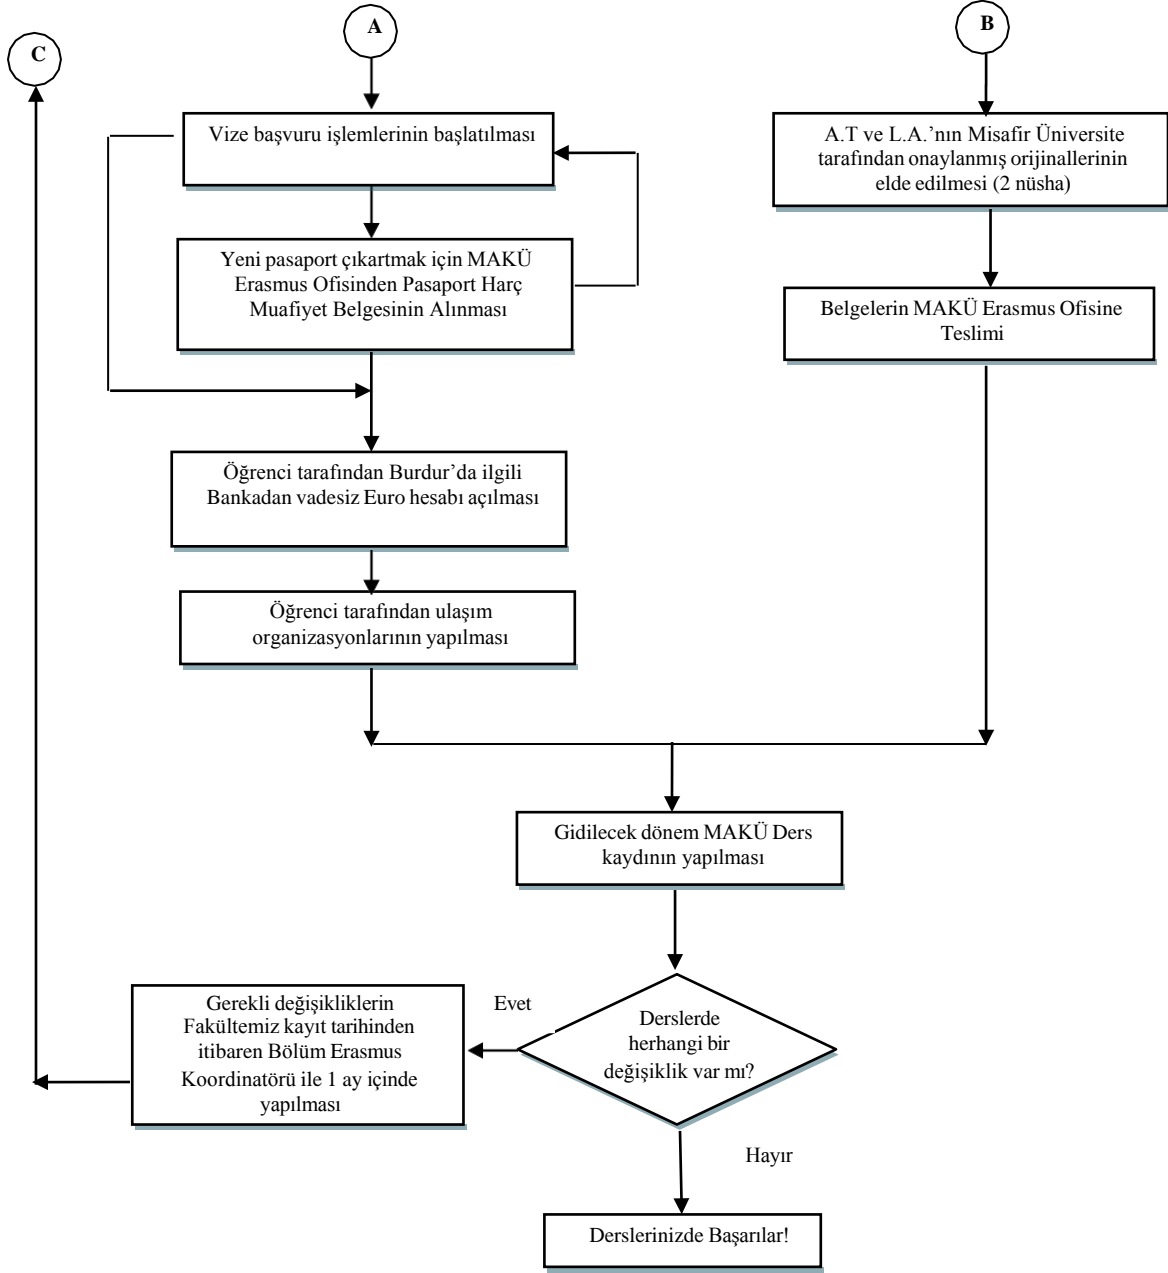 C
A
B
Vize başvuru işlemlerinin başlatılması
A.T ve L.A.’nın Misafir Üniversite
tarafından onaylanmış orijinallerinin
elde edilmesi (2 nüsha)
Yeni pasaport çıkartmak için MAKÜ
Erasmus Ofisinden Pasaport Harç
Muafiyet Belgesinin Alınması
Belgelerin MAKÜ Erasmus Ofisine
Teslimi
Öğrenci tarafından Burdur’da ilgili
Bankadan vadesiz Euro hesabı açılması
Öğrenci tarafından ulaşım
organizasyonlarının yapılması
Gidilecek dönem MAKÜ Ders
kaydının yapılması
Derslerde
herhangi bir
değişiklik var mı?
Evet
Gerekli değişikliklerin
Fakültemiz kayıt tarihinden
itibaren Bölüm Erasmus
Koordinatörü ile 1 ay içinde
yapılması
Hayır
Derslerinizde Başarılar!